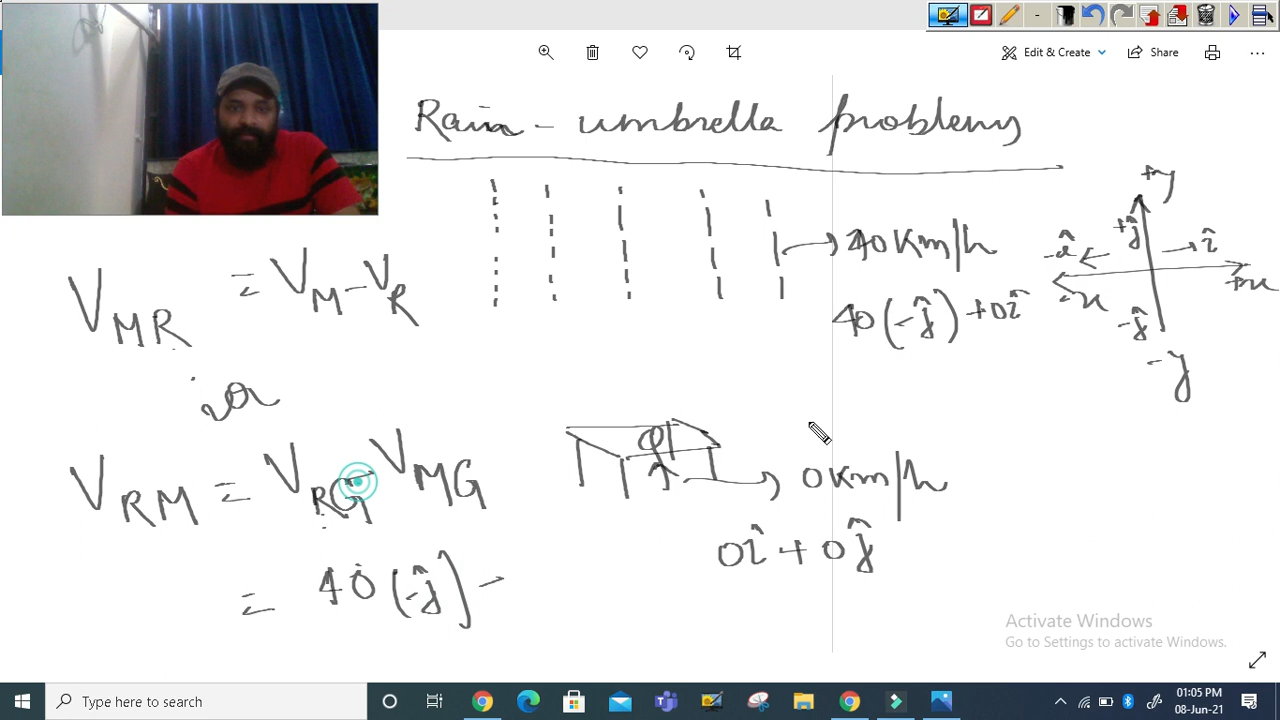 Edit & Create
Share
Rain - umbrella problems
+y
+ĵ
-î
î
-x
+x
-ĵ
-y
40 Km/h
40(-ĵ)+0î
V_MR = V_M - V_R
V_RM = V_RG - V_MG
= 40(-ĵ) -
0 Km/h
0î + 0ĵ
Activate Windows
Go to Settings to activate Windows.
Type here to search
01:05 PM
08-Jun-21